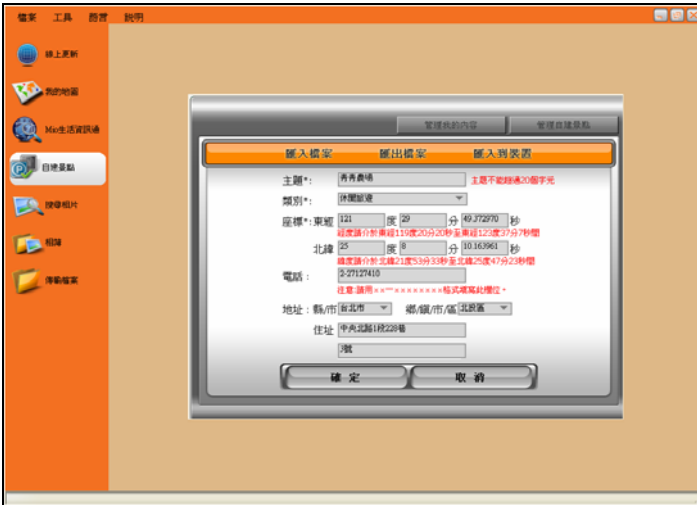 檔案 工具 語言 說明
線上更新
我的地圖
Mio生活資訊通
自建景點
搜尋相片
相簿
傳輸檔案
管理我的內容 管理自建景點
匯入檔案 匯出檔案 匯入到裝置
主題*: 青青農場 主題不能超過20個字元
類別*: 休閒旅遊
座標*:東經 121 度 29 分 49.372970 秒
經度請介於東經119度20分20秒至東經123度37分7秒間
北緯 25 度 8 分 10.163961 秒
緯度請介於北緯21度53分33秒至北緯25度47分23秒間
電話: 2-27127410
注意:請用××-××××××××格式填寫此欄位。
地址:縣/市 台北市 鄉/鎮/市/區 北投區
住址 中央北路1段228巷
3號
確 定 取 消